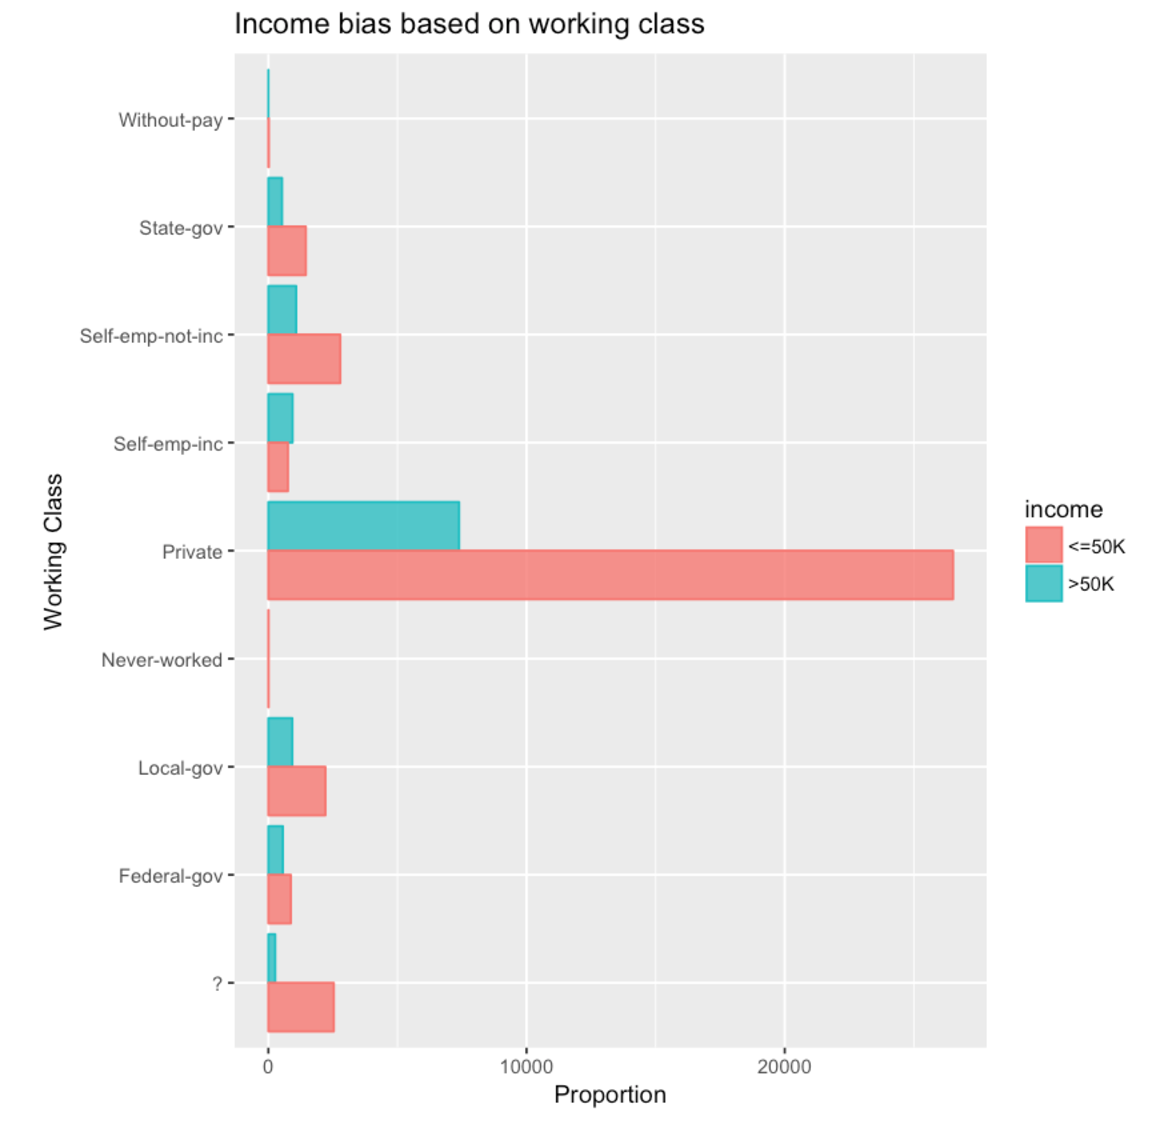 Income bias based on working class
Without-pay
State-gov
Self-emp-not-inc
Self-emp-inc
Private
Never-worked
Local-gov
Federal-gov
?
Working Class
0
10000
20000
Proportion
income
<=50K
>50K